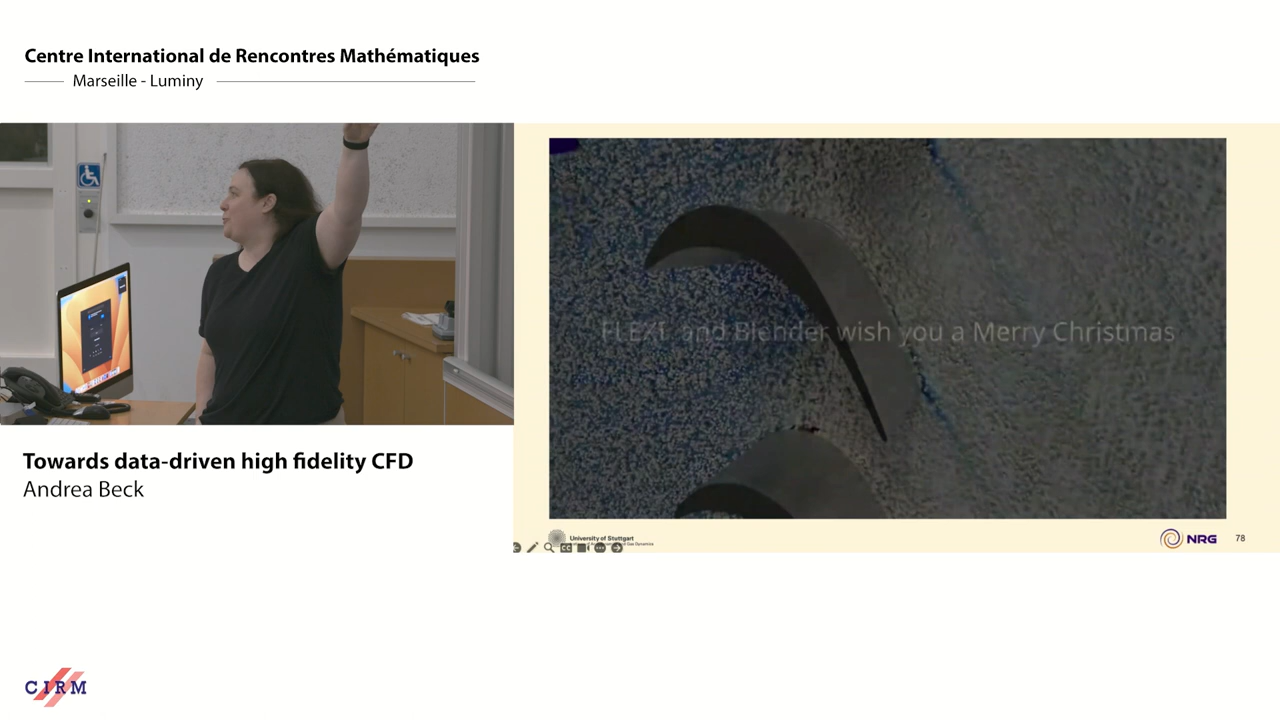 Centre International de Rencontres Mathématiques
Marseille - Luminy
FLEXI and Blender wish you a Merry Christmas
Towards data-driven high fidelity CFD
Andrea Beck
University of Stuttgart
NRG
78
CIRM